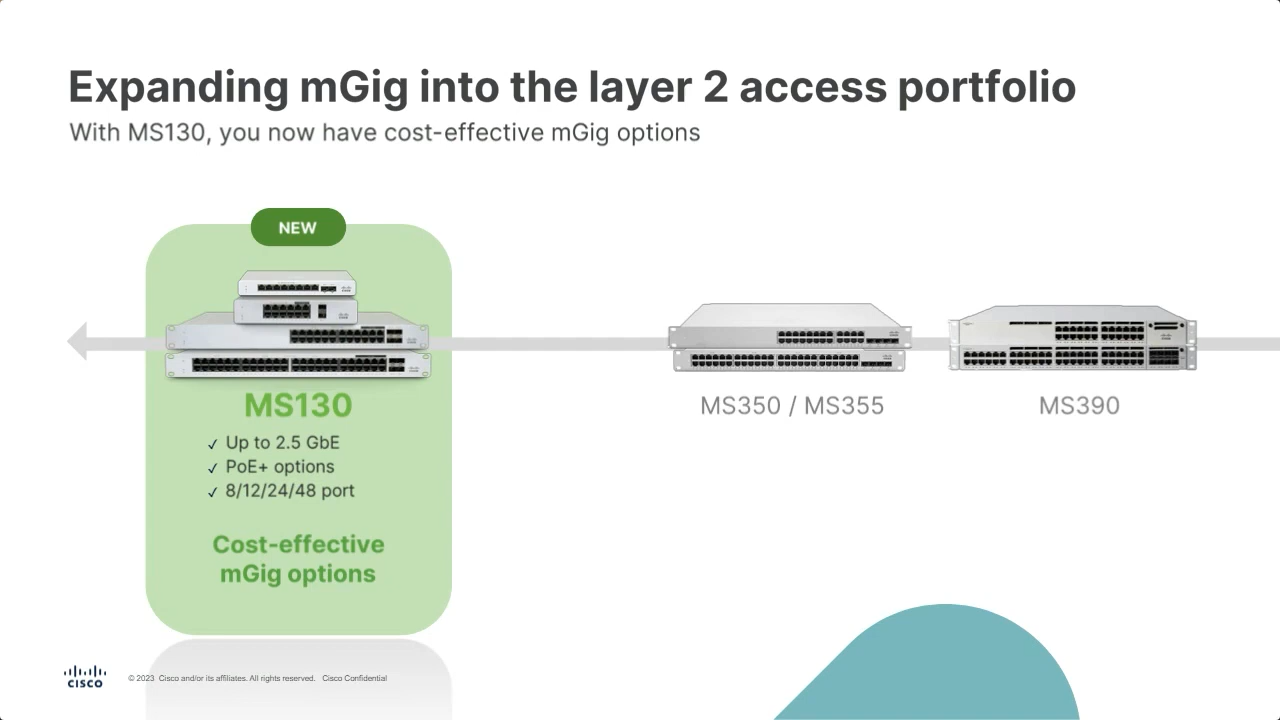 Expanding mGig into the layer 2 access portfolio
With MS130, you now have cost-effective mGig options
NEW
MS130
✓ Up to 2.5 GbE
✓ PoE+ options
✓ 8/12/24/48 port
Cost-effective
mGig options
MS350 / MS355
MS390
CISCO
© 2023 Cisco and/or its affiliates. All rights reserved. Cisco Confidential